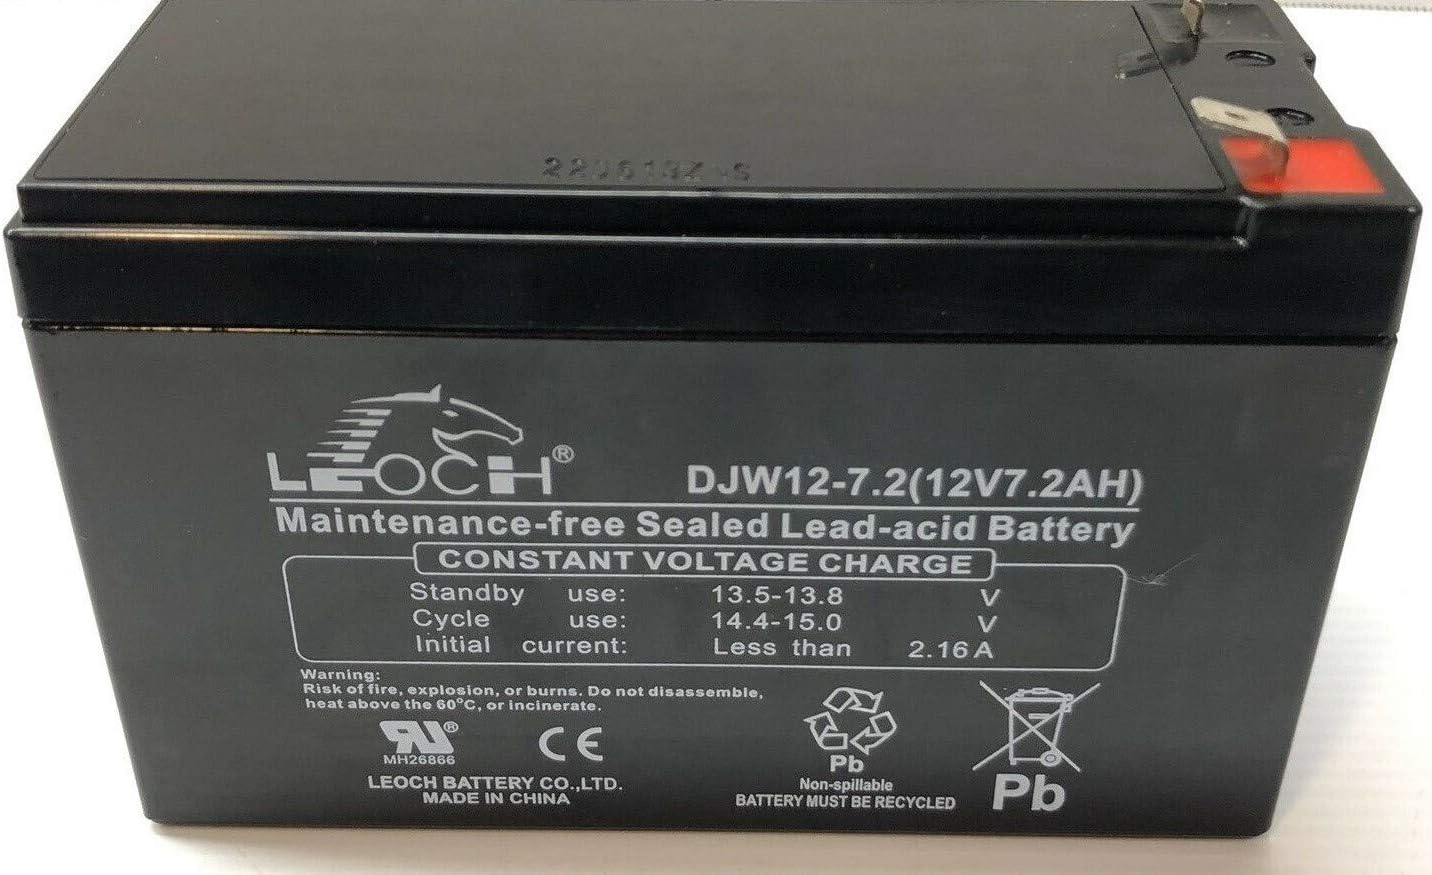 LEOCH®
DJW12-7.2(12V7.2AH)
Maintenance-free Sealed Lead-acid Battery
CONSTANT VOLTAGE CHARGE
Standby use: 13.5-13.8 V
Cycle use: 14.4-15.0 V
Initial current: Less than 2.16A
Warning:
Risk of fire, explosion, or burns. Do not disassemble,
heat above the 60°C, or incinerate.
RU®
MH26866
CE
LEOCH BATTERY CO.,LTD.
MADE IN CHINA
Pb
Non-spillable
BATTERY MUST BE RECYCLED
Pb